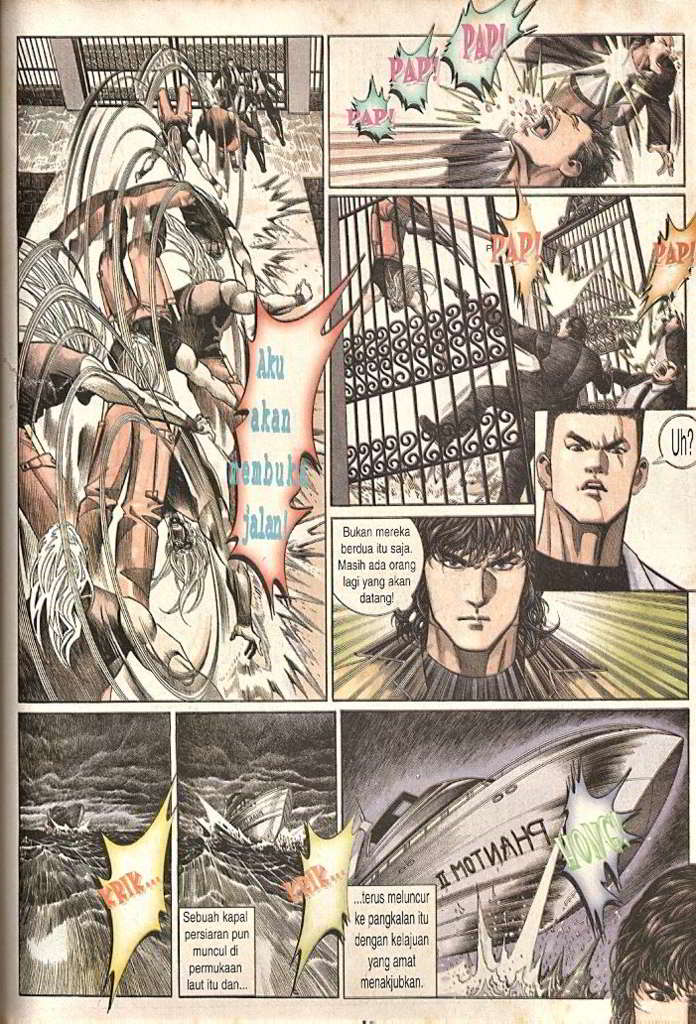 Aku
akan
membuka
jalan!
PAP!
PAP!
PAP!
PAP!
PAP!
Uh?
Bukan mereka
berdua itu saja.
Masih ada orang
lagi yang akan
datang!
KRIK...
KRIK...
Sebuah kapal
persiaran pun
muncul di
permukaan
laut itu dan...
PHANTOM II
HONG!
...terus meluncur
ke pangkalan itu
dengan kelajuan
yang amat
menakjubkan.